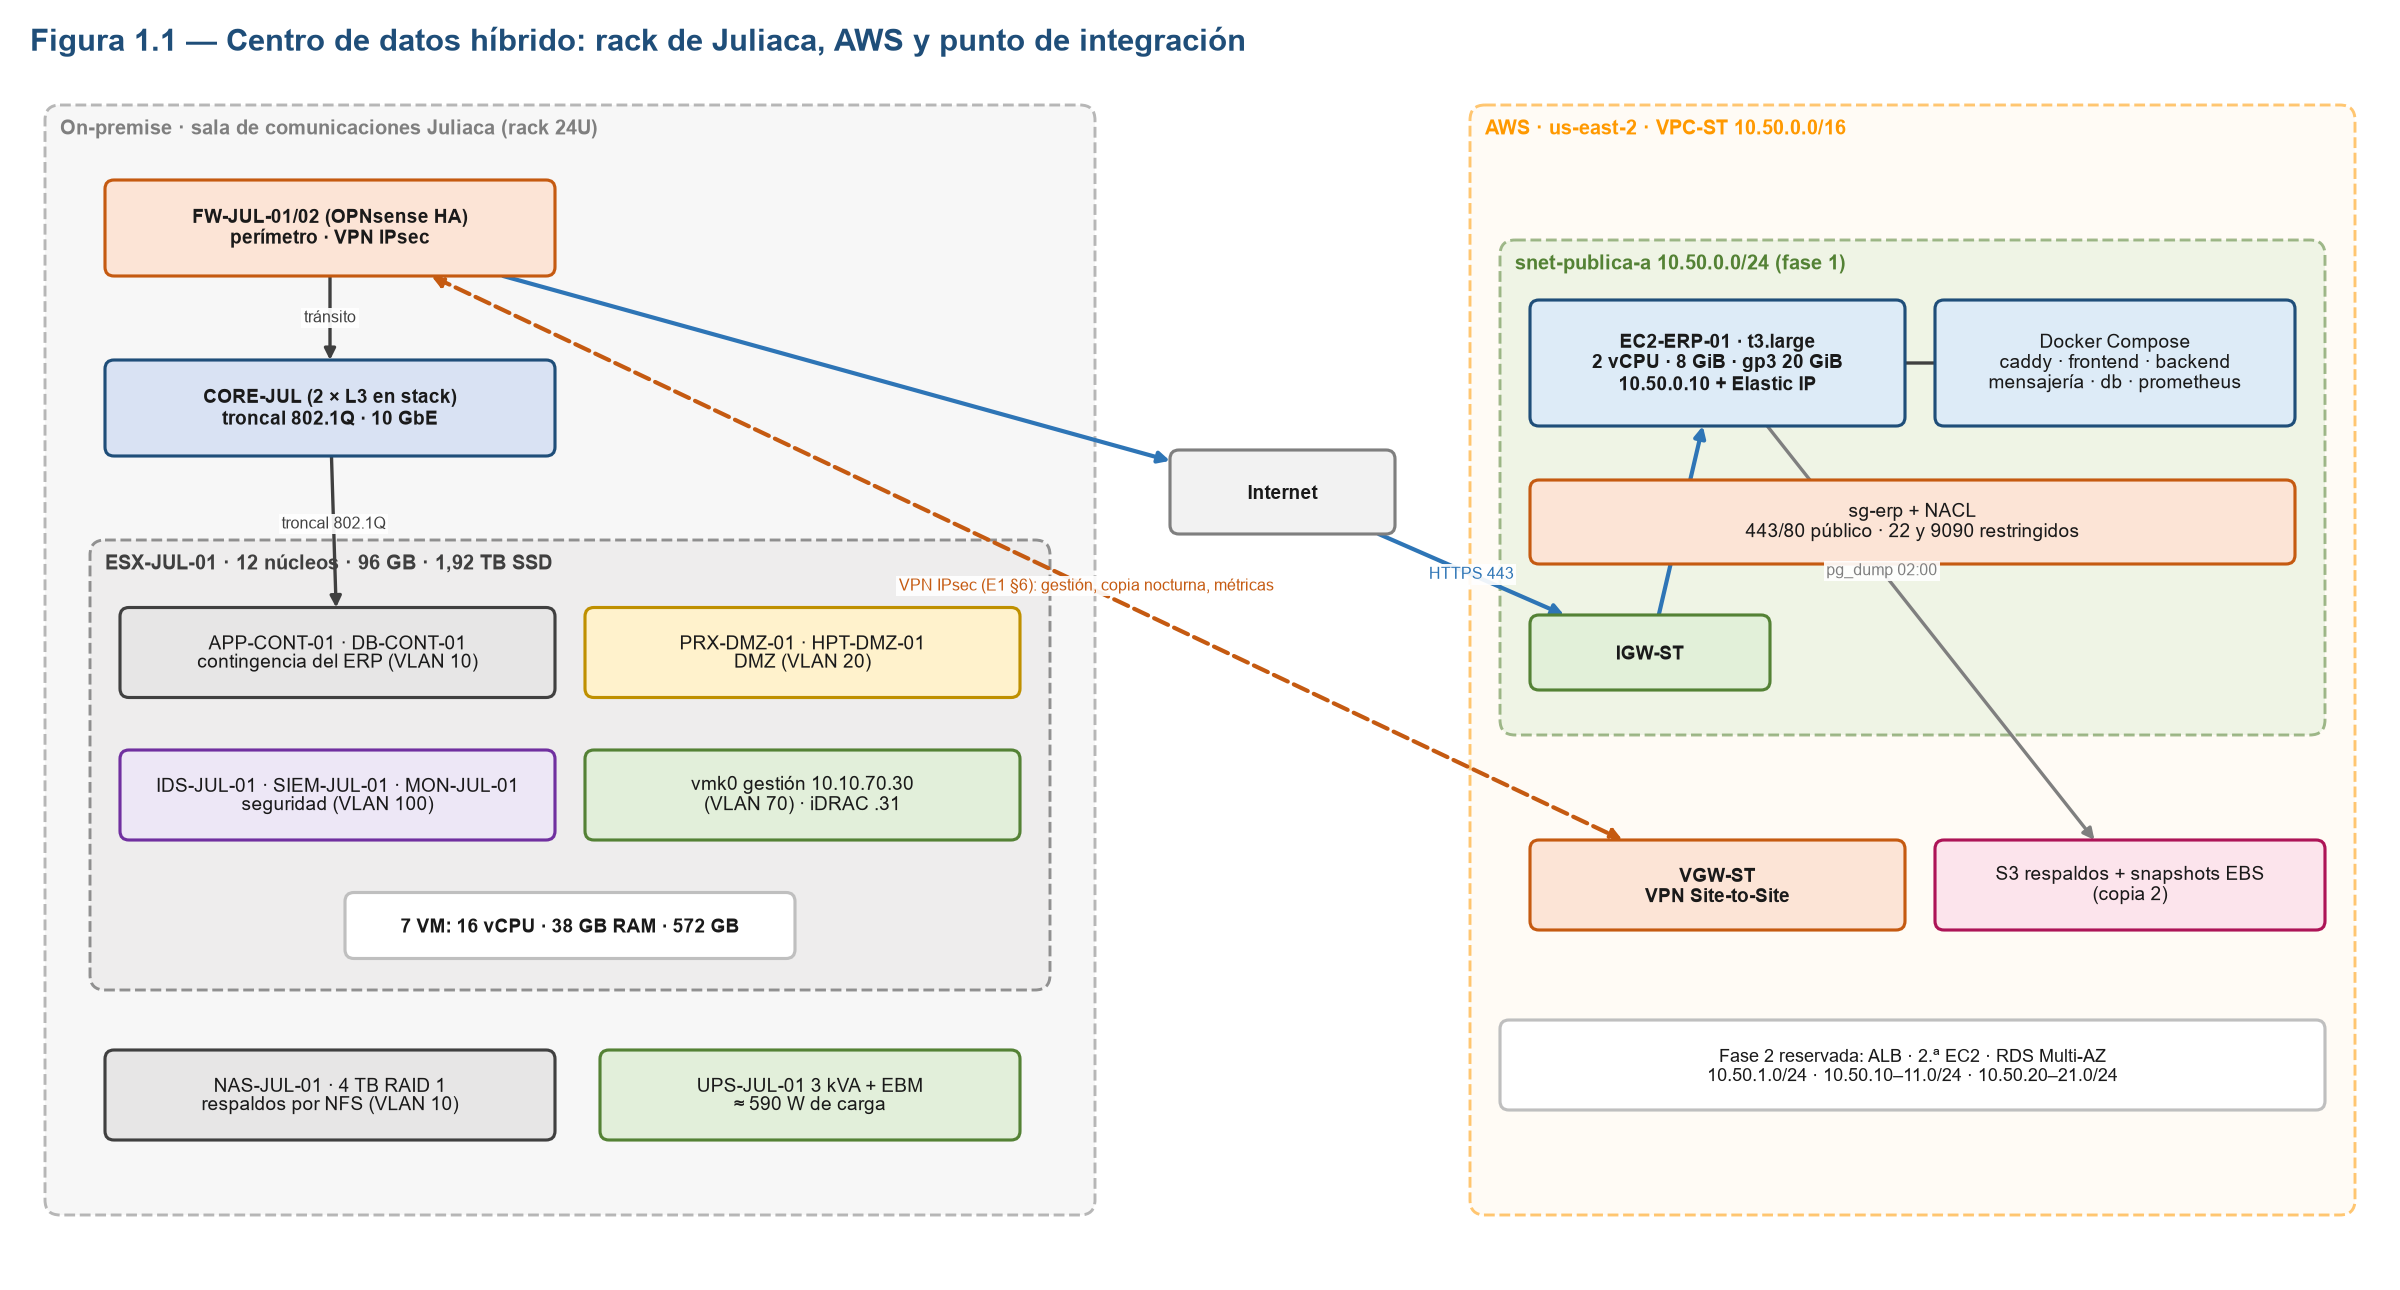 Figura 1.1 — Centro de datos híbrido: rack de Juliaca, AWS y punto de integración
On-premise · sala de comunicaciones Juliaca (rack 24U)
FW-JUL-01/02 (OPNsense HA)
perímetro · VPN IPsec
tránsito
CORE-JUL (2 × L3 en stack)
troncal 802.1Q · 10 GbE
troncal 802.1Q
ESX-JUL-01 · 12 núcleos · 96 GB · 1,92 TB SSD
APP-CONT-01 · DB-CONT-01
contingencia del ERP (VLAN 10)
PRX-DMZ-01 · HPT-DMZ-01
DMZ (VLAN 20)
IDS-JUL-01 · SIEM-JUL-01 · MON-JUL-01
seguridad (VLAN 100)
vmk0 gestión 10.10.70.30
(VLAN 70) · iDRAC .31
7 VM: 16 vCPU · 38 GB RAM · 572 GB
NAS-JUL-01 · 4 TB RAID 1
respaldos por NFS (VLAN 10)
UPS-JUL-01 3 kVA + EBM
≈ 590 W de carga
Internet
VPN IPsec (E1 §6): gestión, copia nocturna, métricas
HTTPS 443
AWS · us-east-2 · VPC-ST 10.50.0.0/16
snet-publica-a 10.50.0.0/24 (fase 1)
EC2-ERP-01 · t3.large
2 vCPU · 8 GiB · gp3 20 GiB
10.50.0.10 + Elastic IP
Docker Compose
caddy · frontend · backend
mensajería · db · prometheus
sg-erp + NACL
443/80 público · 22 y 9090 restringidos
pg_dump 02:00
IGW-ST
VGW-ST
VPN Site-to-Site
S3 respaldos + snapshots EBS
(copia 2)
Fase 2 reservada: ALB · 2.ª EC2 · RDS Multi-AZ
10.50.1.0/24 · 10.50.10–11.0/24 · 10.50.20–21.0/24